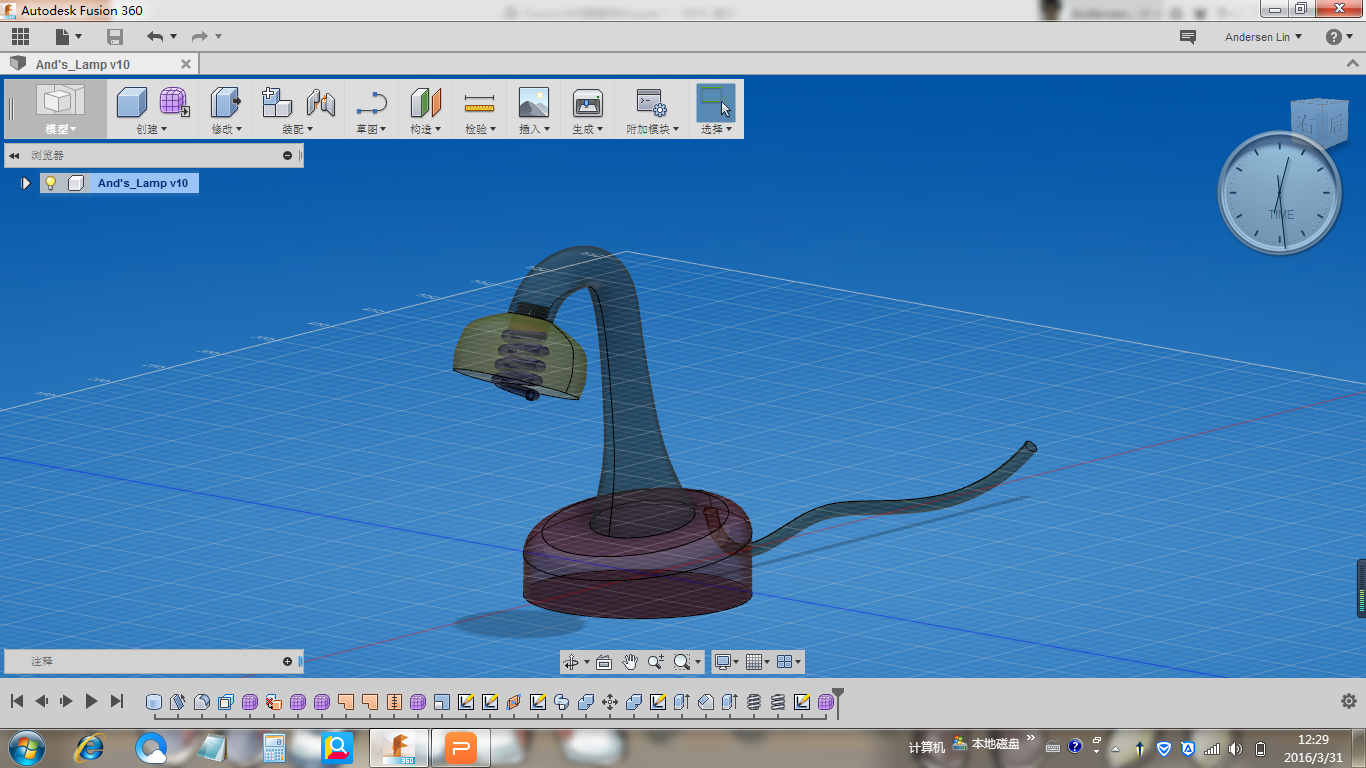 Autodesk Fusion 360
Andersen Lin
And's_Lamp v10
模型
创建
修改
装配
草图
构造
检验
插入
生成
附加模块
选择
右
后
浏览器
And's_Lamp v10
TIME
注释
360
计算机
本地磁盘
12:29
2016/3/31